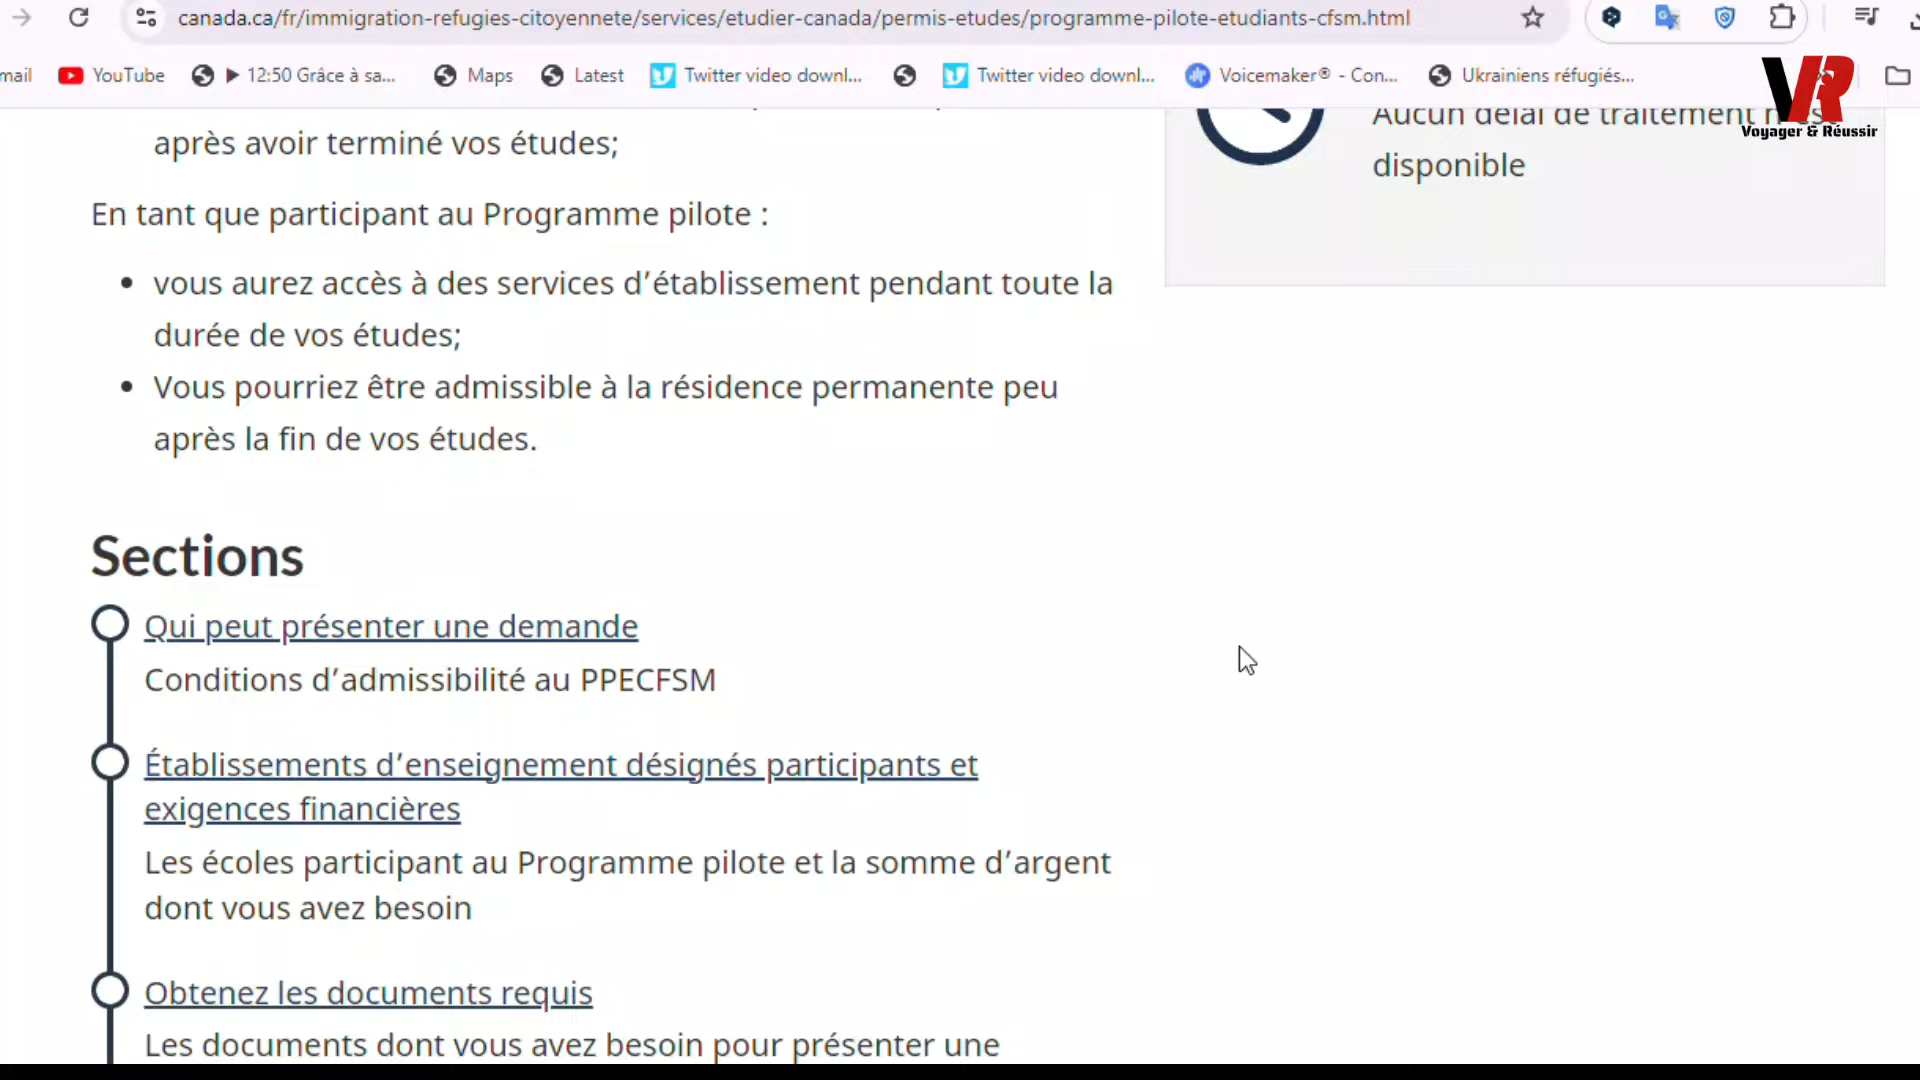 canada.ca/fr/immigration-refugies-citoyennete/services/etudier-canada/permis-etudes/programme-pilote-etudiants-cfsm.html
mail YouTube ▶ 12:50 Grâce à sa... Maps Latest Twitter video downl... Twitter video downl... Voicemaker® - Con... Ukrainiens réfugiés...
VR
Voyager & Réussir
Aucun délai de traitement n'est
disponible
après avoir terminé vos études;
En tant que participant au Programme pilote :
• vous aurez accès à des services d’établissement pendant toute la
durée de vos études;
• Vous pourriez être admissible à la résidence permanente peu
après la fin de vos études.
Sections
Qui peut présenter une demande
Conditions d’admissibilité au PPECFSM
Établissements d’enseignement désignés participants et
exigences financières
Les écoles participant au Programme pilote et la somme d’argent
dont vous avez besoin
Obtenez les documents requis
Les documents dont vous avez besoin pour présenter une